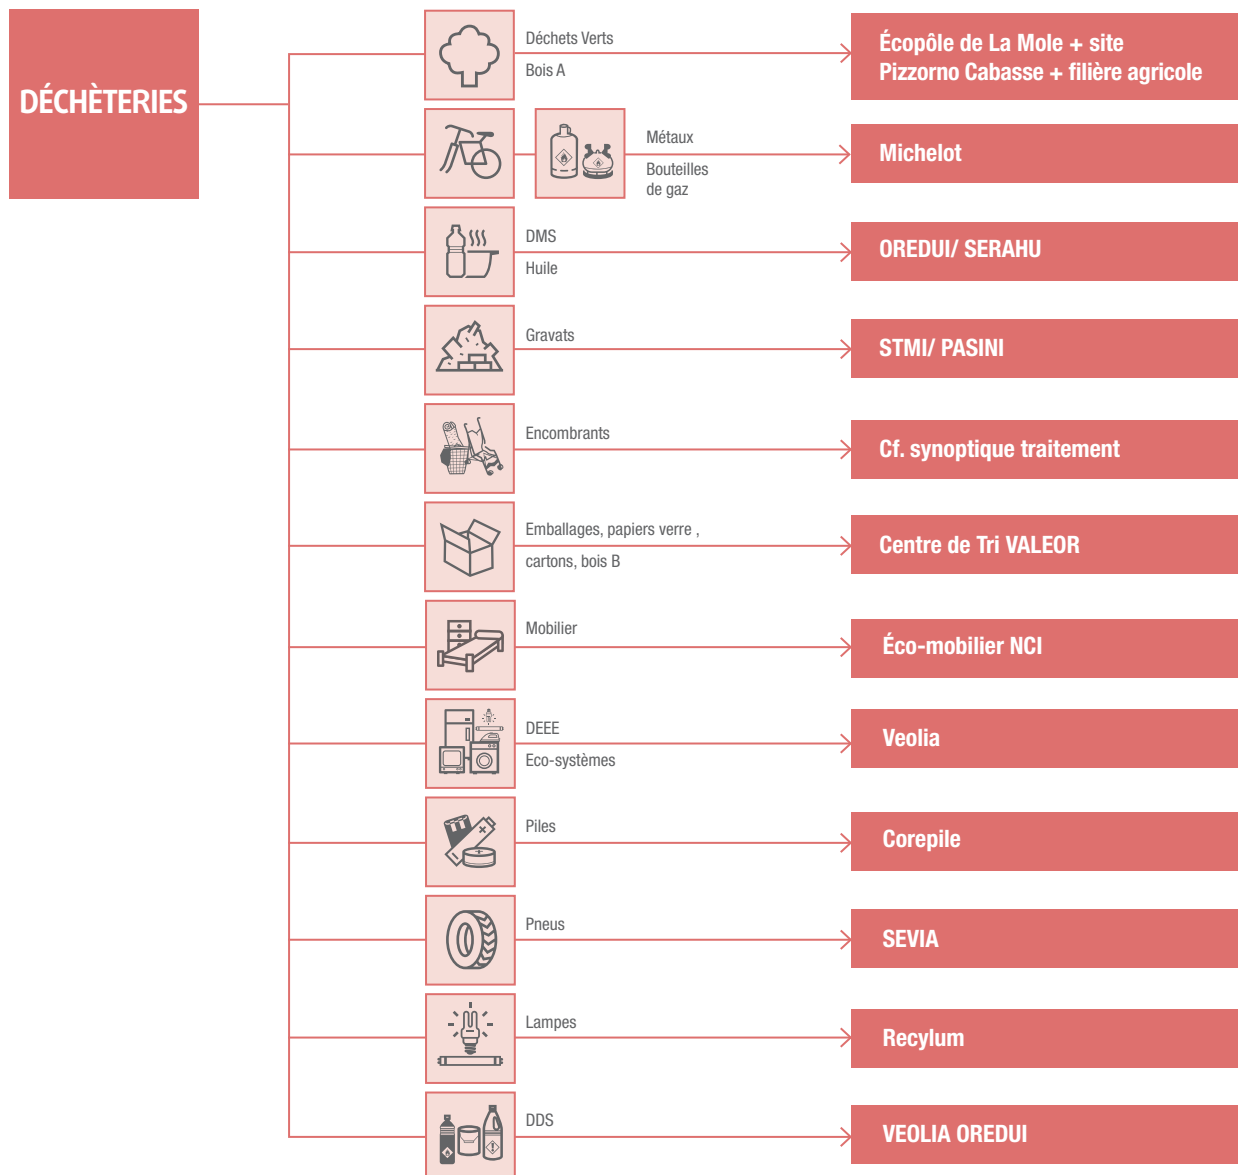 DÉCHÈTERIES
Déchets Verts
Bois A
Écopôle de La Mole + site
Pizzorno Cabasse + filière agricole
Métaux
Bouteilles
de gaz
Michelot
DMS
Huile
OREDUI/ SERAHU
Gravats
STMI/ PASINI
Encombrants
Cf. synoptique traitement
Emballages, papiers verre ,
cartons, bois B
Centre de Tri VALEOR
Mobilier
Éco-mobilier NCI
DEEE
Eco-systèmes
Veolia
Piles
Corepile
Pneus
SEVIA
Lampes
Recylum
DDS
VEOLIA OREDUI